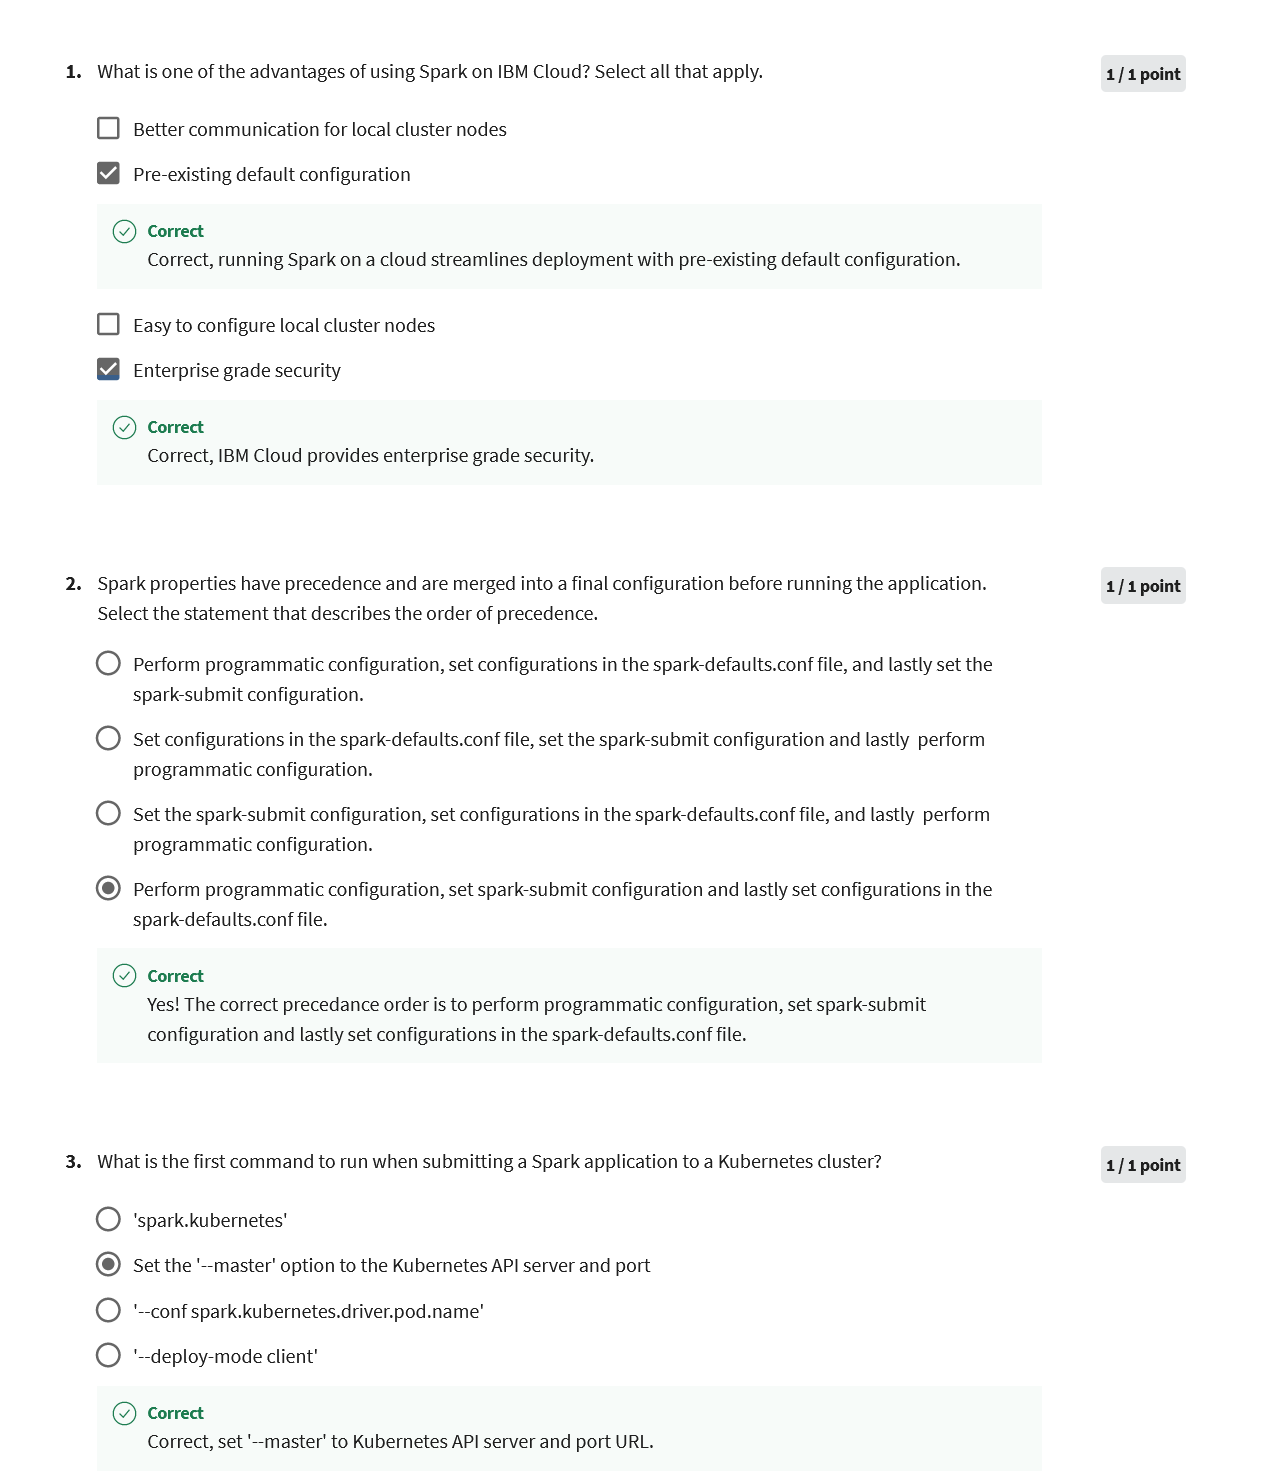 1. What is one of the advantages of using Spark on IBM Cloud? Select all that apply.
1 / 1 point
Better communication for local cluster nodes
Pre-existing default configuration
Correct
Correct, running Spark on a cloud streamlines deployment with pre-existing default configuration.
Easy to configure local cluster nodes
Enterprise grade security
Correct
Correct, IBM Cloud provides enterprise grade security.
2. Spark properties have precedence and are merged into a final configuration before running the application.
Select the statement that describes the order of precedence.
1 / 1 point
Perform programmatic configuration, set configurations in the spark-defaults.conf file, and lastly set the
spark-submit configuration.
Set configurations in the spark-defaults.conf file, set the spark-submit configuration and lastly perform
programmatic configuration.
Set the spark-submit configuration, set configurations in the spark-defaults.conf file, and lastly perform
programmatic configuration.
Perform programmatic configuration, set spark-submit configuration and lastly set configurations in the
spark-defaults.conf file.
Correct
Yes! The correct precedance order is to perform programmatic configuration, set spark-submit
configuration and lastly set configurations in the spark-defaults.conf file.
3. What is the first command to run when submitting a Spark application to a Kubernetes cluster?
1 / 1 point
'spark.kubernetes'
Set the '--master' option to the Kubernetes API server and port
'--conf spark.kubernetes.driver.pod.name'
'--deploy-mode client'
Correct
Correct, set '--master' to Kubernetes API server and port URL.